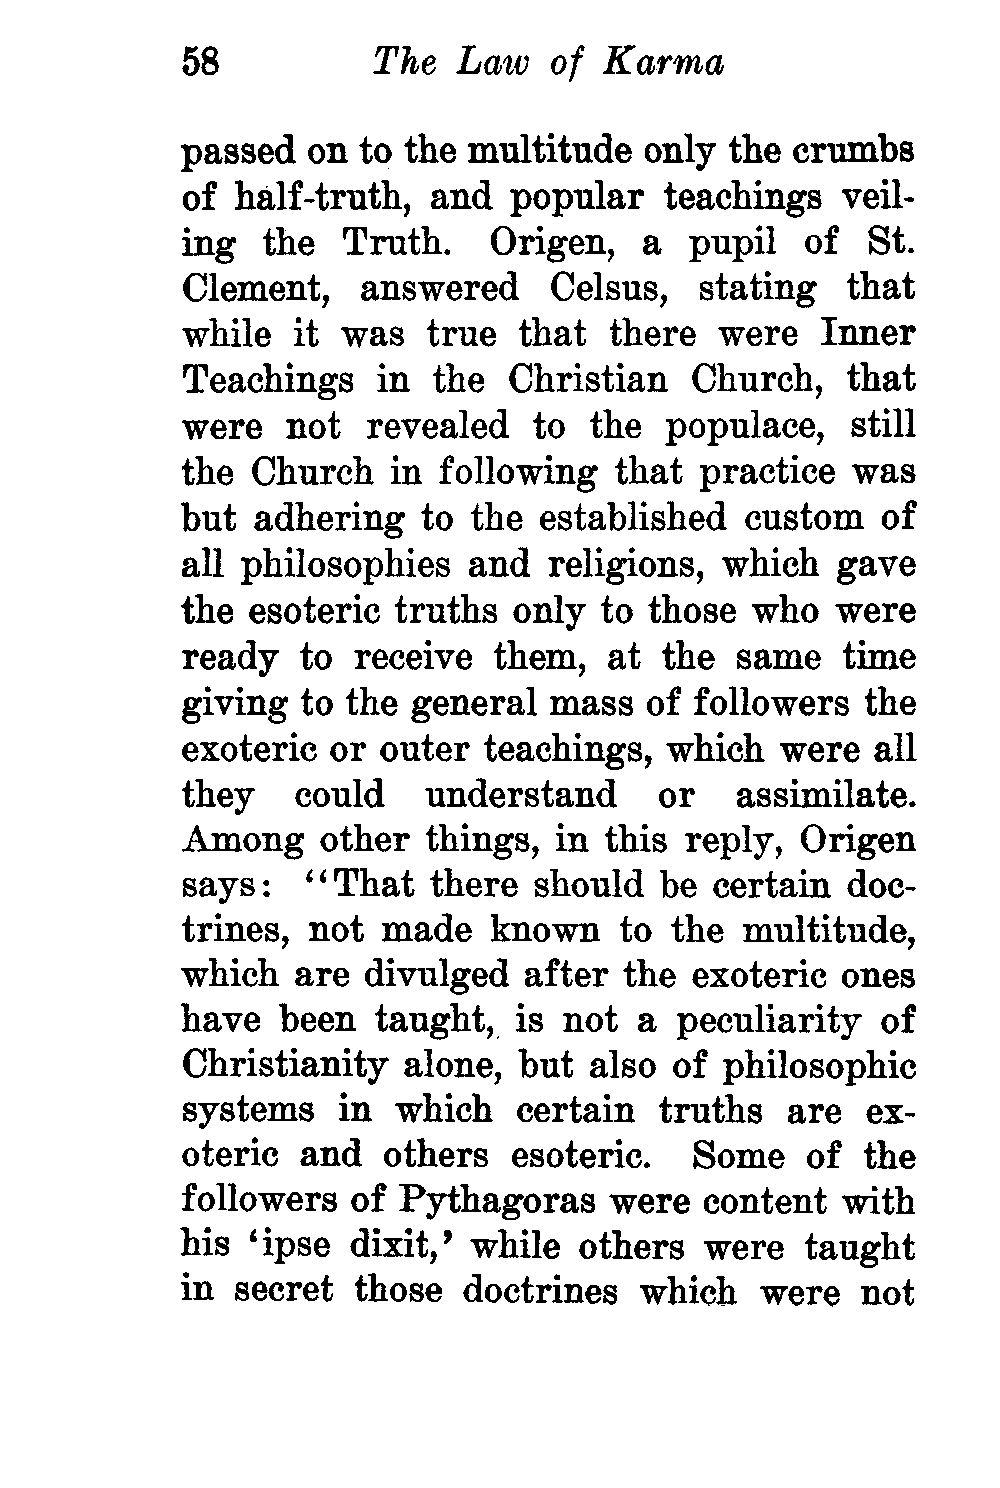 58 The Law of Karma
passed on to the multitude only the crumbs
of half-truth, and popular teachings veil-
ing the Truth. Origen, a pupil of St.
Clement, answered Celsus, stating that
while it was true that there were Inner
Teachings in the Christian Church, that
were not revealed to the populace, still
the Church in following that practice was
but adhering to the established custom of
all philosophies and religions, which gave
the esoteric truths only to those who were
ready to receive them, at the same time
giving to the general mass of followers the
exoteric or outer teachings, which were all
they could understand or assimilate.
Among other things, in this reply, Origen
says: “That there should be certain doc-
trines, not made known to the multitude,
which are divulged after the exoteric ones
have been taught, is not a peculiarity of
Christianity alone, but also of philosophic
systems in which certain truths are ex-
oteric and others esoteric. Some of the
followers of Pythagoras were content with
his ‘ipse dixit,’ while others were taught
in secret those doctrines which were not